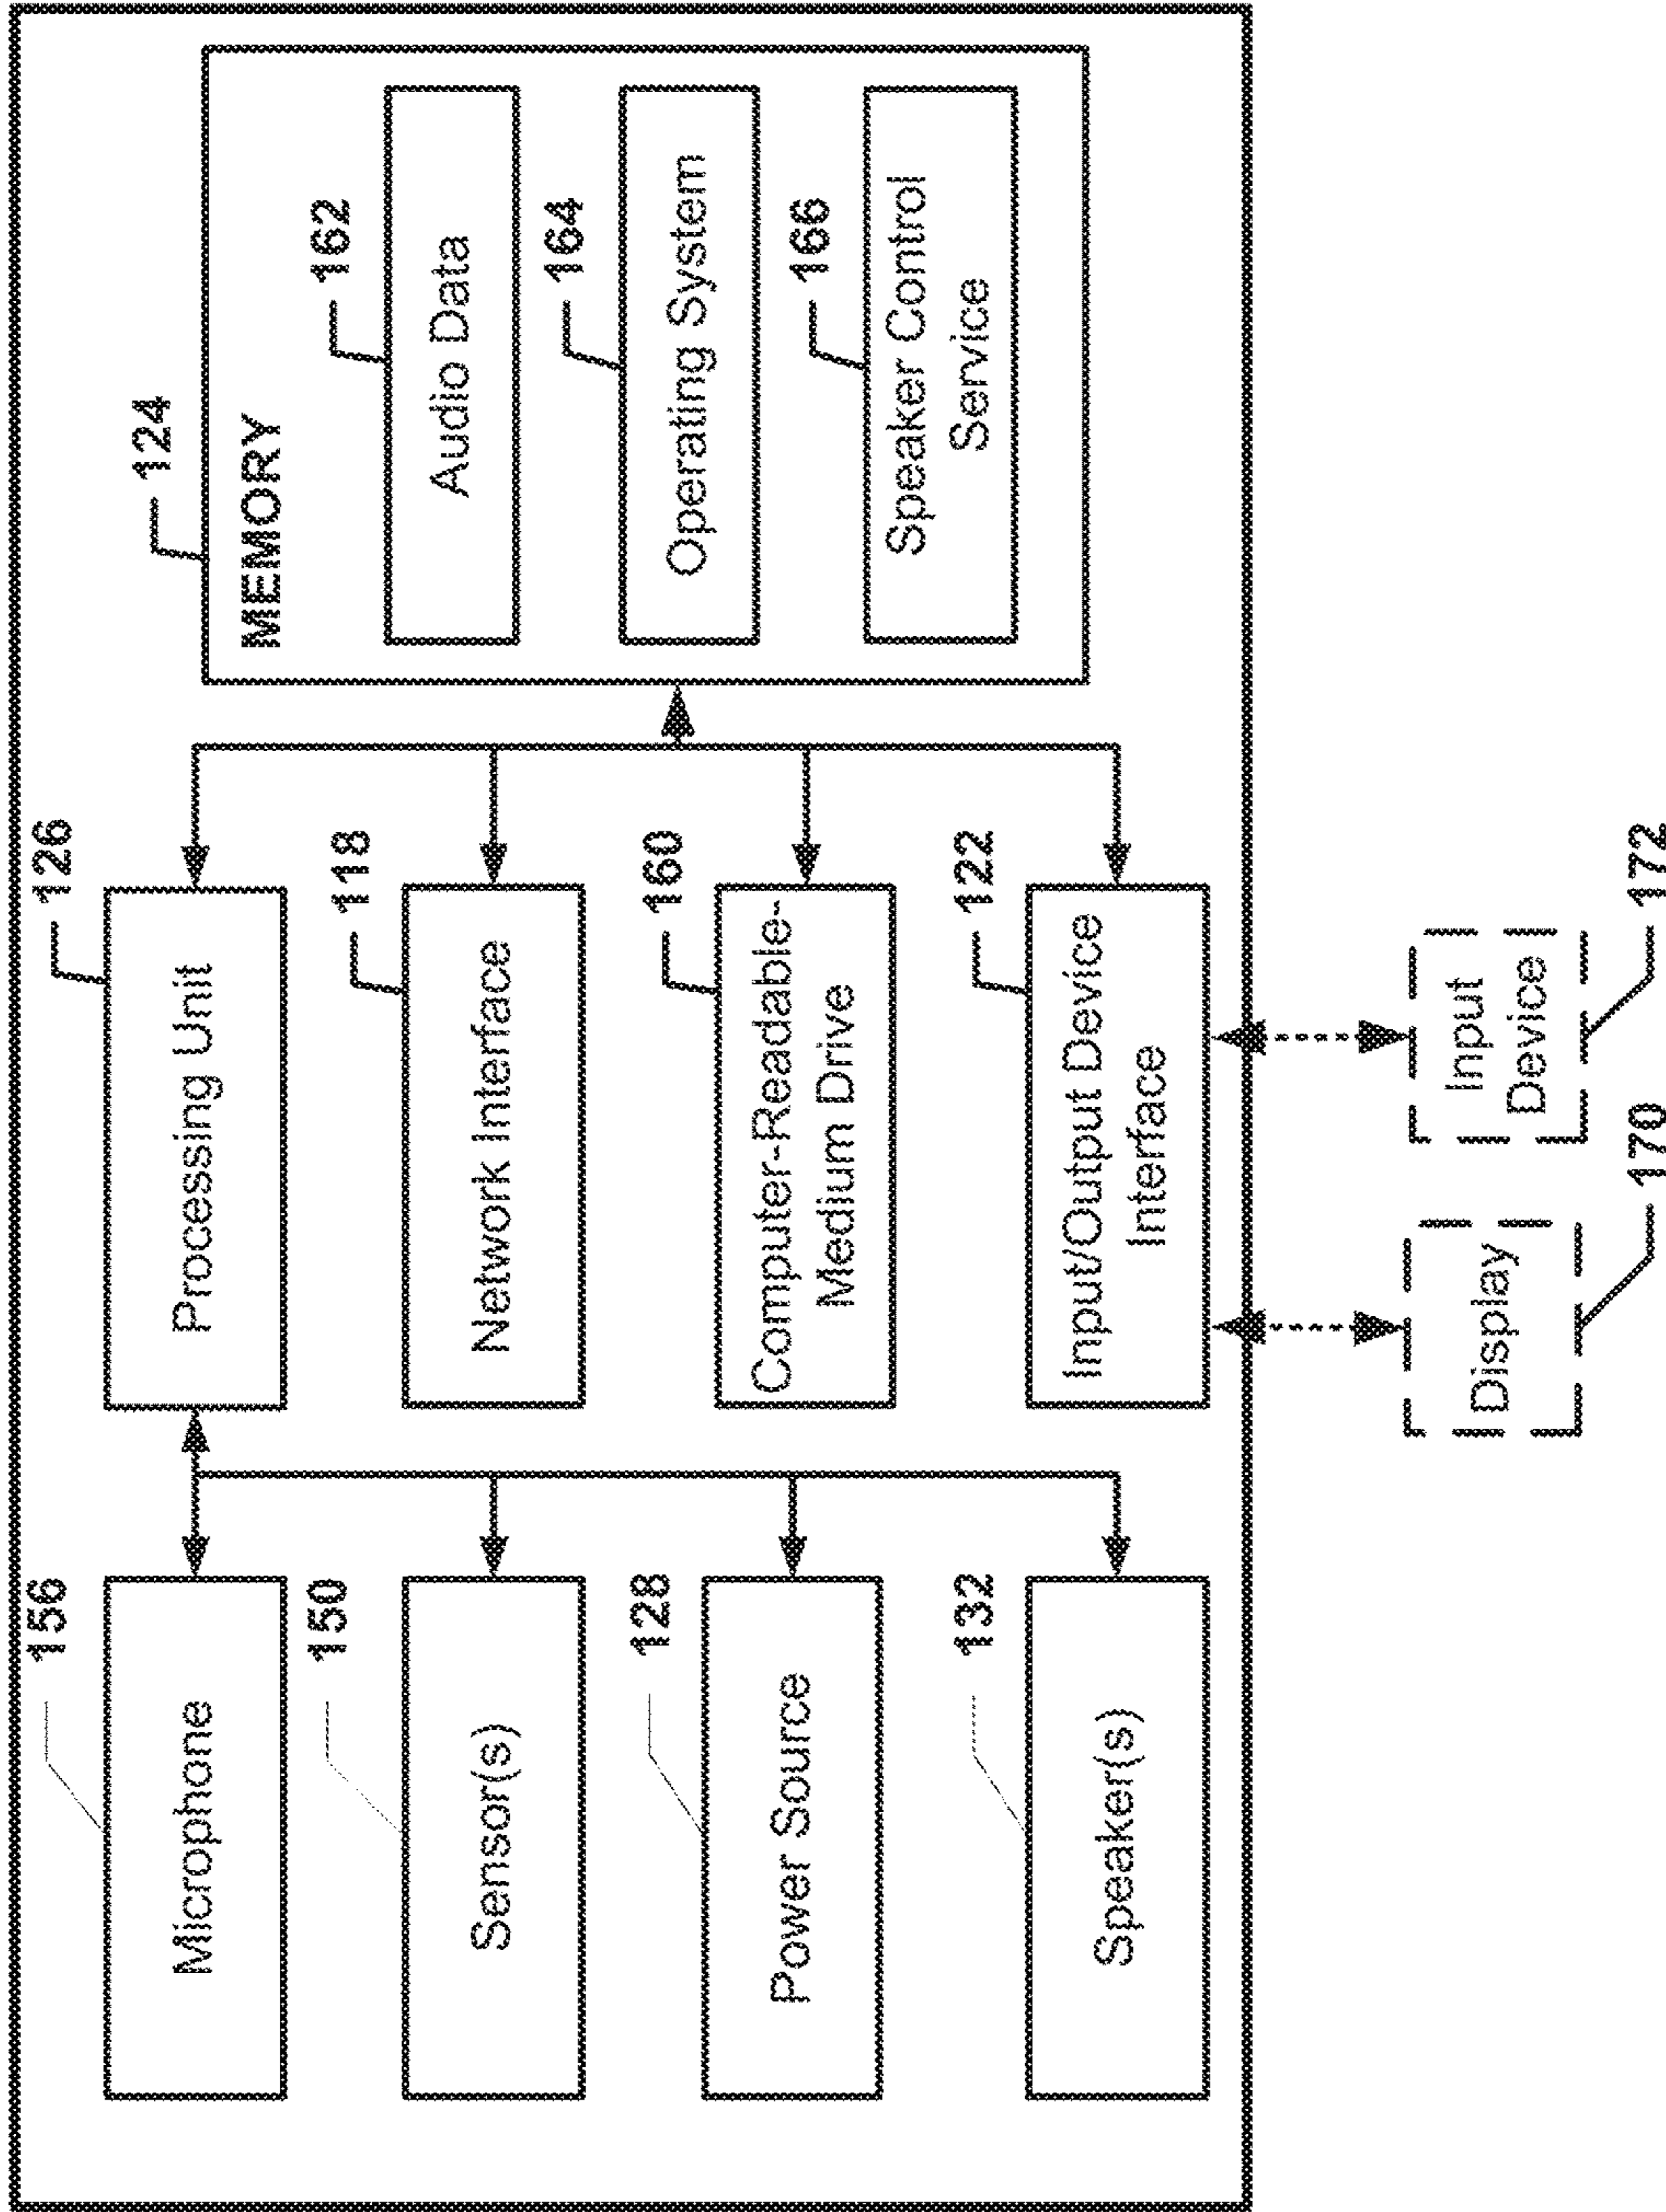 156
Microphone
150
Sensor(s)
128
Power Source
132
Speaker(s)
126
Processing Unit
118
Network Interface
160
Computer-Readable-
Medium Drive
122
Input/Output Device
Interface
124
MEMORY
162
Audio Data
164
Operating System
166
Speaker Control
Service
Display
170
Input
Device
172